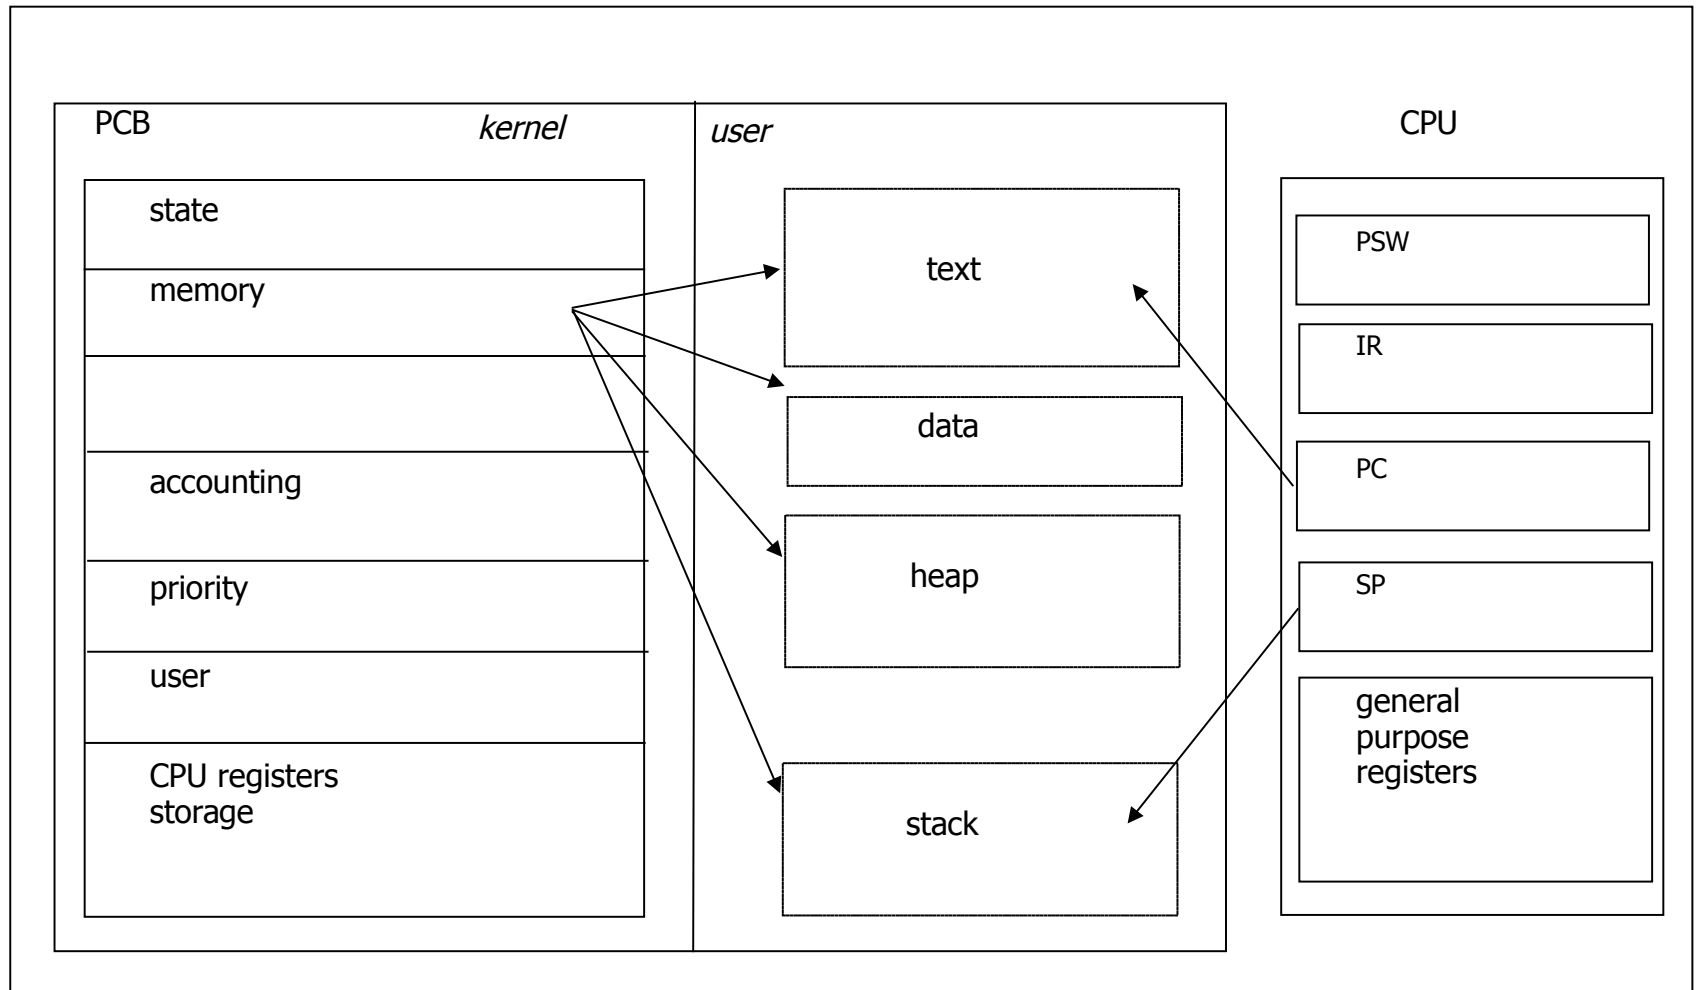 PCB
kernel
user
CPU
state
memory
accounting
priority
user
CPU registers
storage
text
data
heap
stack
PSW
IR
PC
SP
general
purpose
registers